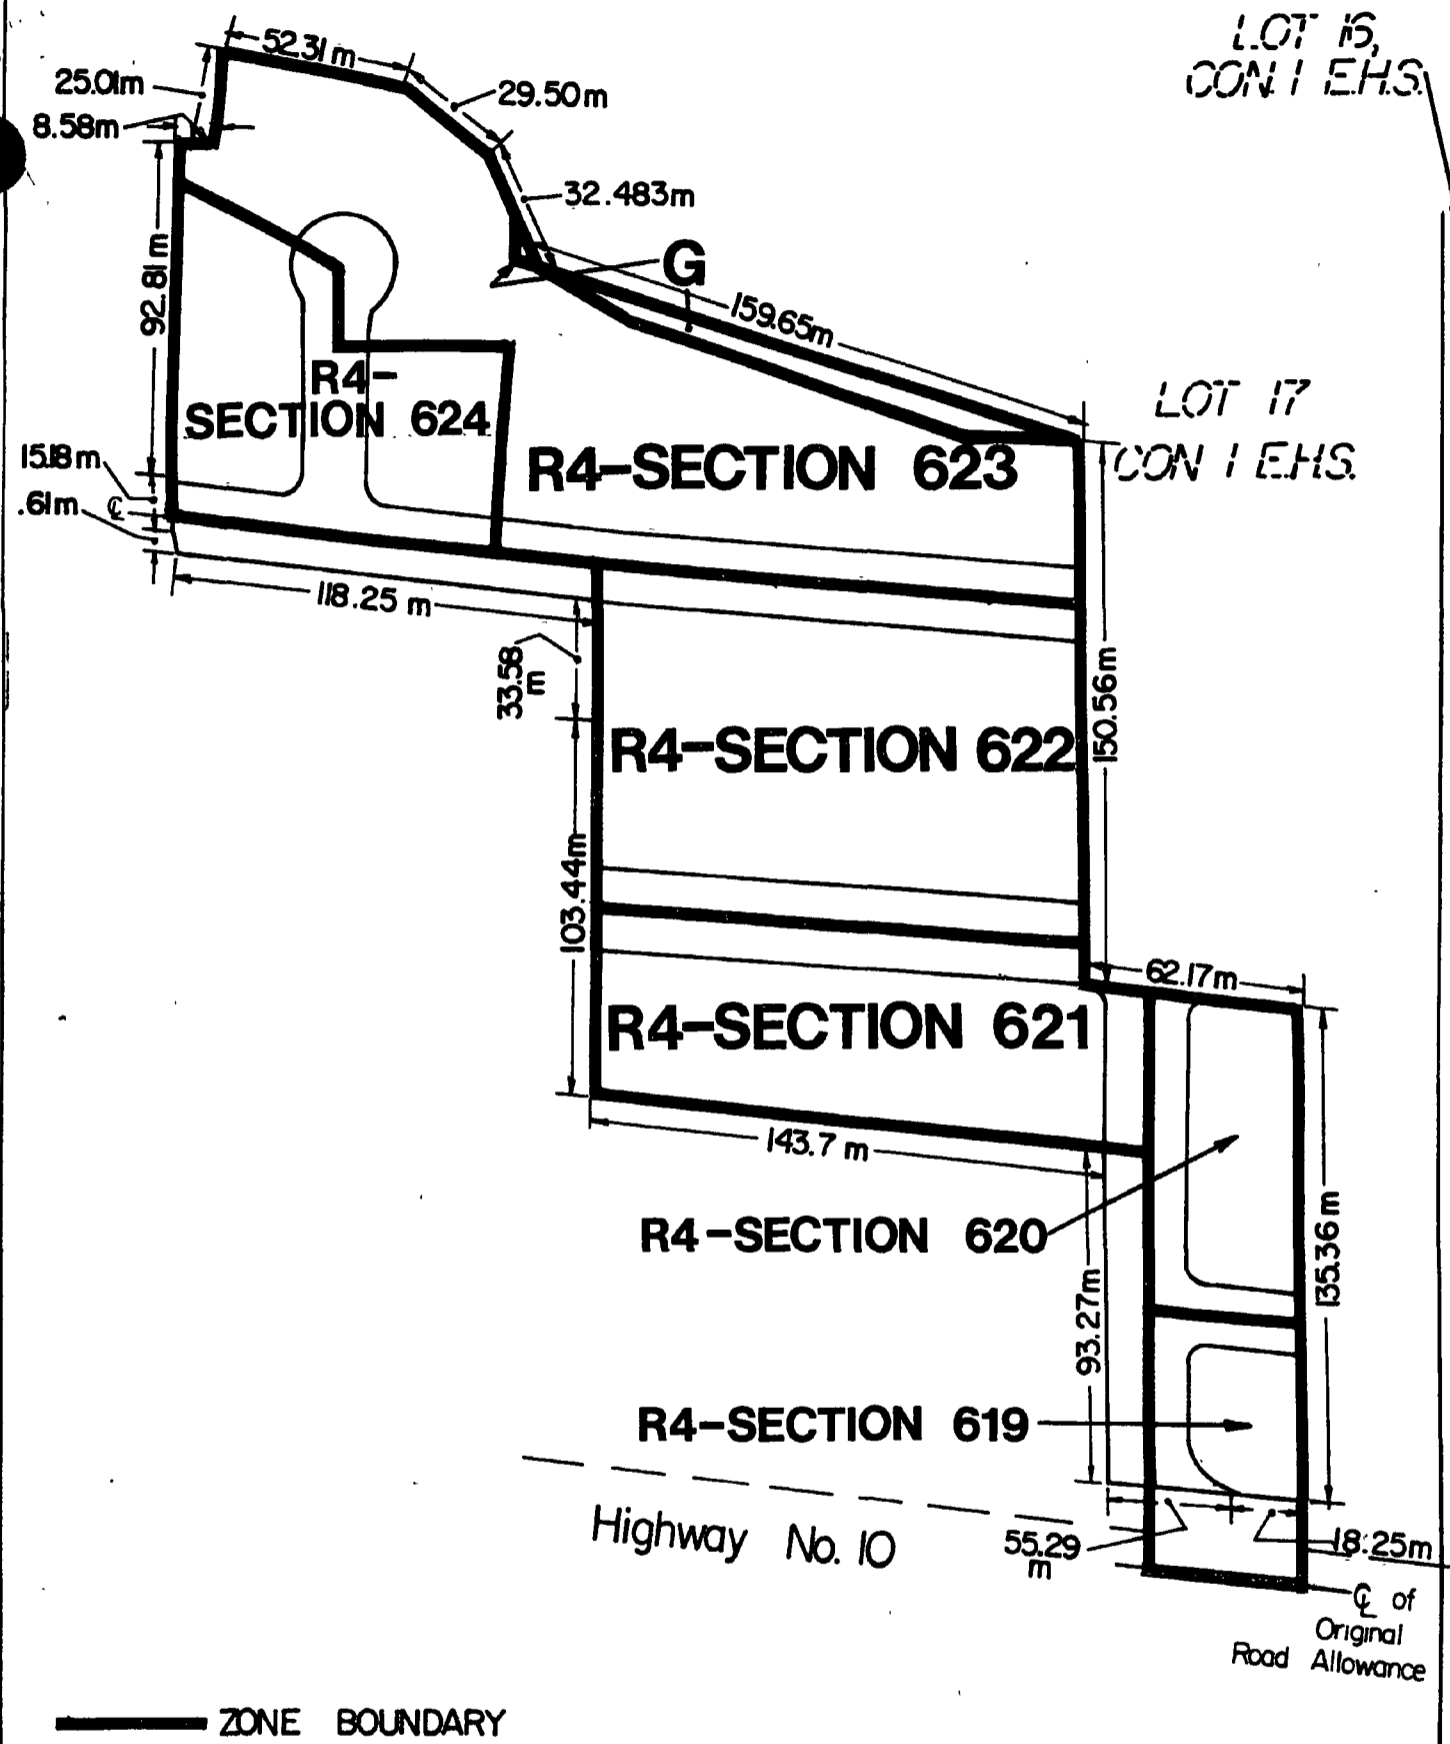 LOT 16,
CON. 1 E.H.S.
52.31 m
25.01m
29.50m
8.58m
32.483m
G
92.81 m
159.65m
R4-
SECTION 624
LOT 17
CON 1 E.H.S.
R4-SECTION 623
15.18 m
.61m
℄
118.25 m
33.58
m
150.56m
R4-SECTION 622
103.44m
62.17m
R4-SECTION 621
143.7 m
R4-SECTION 620
135.36 m
93.27m
R4-SECTION 619
Highway No. 10
55.29
m
18.25m
℄ of
Original
Road Allowance
ZONE BOUNDARY